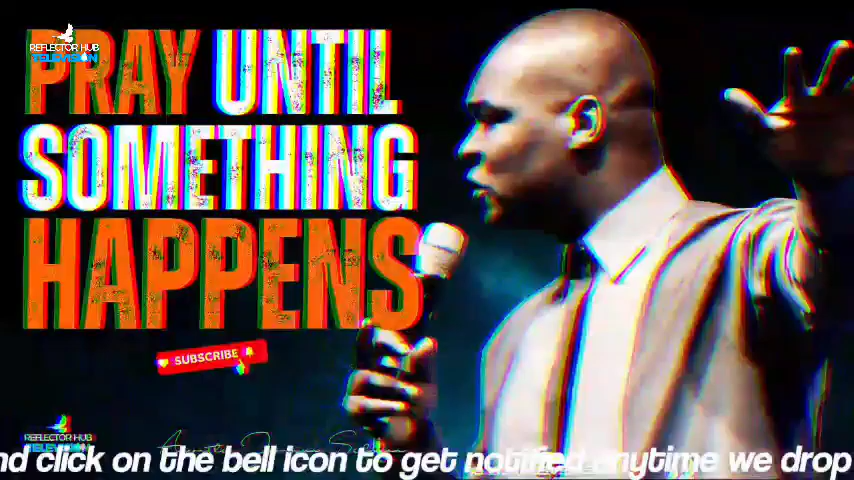 REFLECTOR HUB
TELEVISION
PRAY UNTIL
SOMETHING
HAPPENS
SUBSCRIBE
REFLECTOR HUB
TELEVISION
nd click on the bell icon to get notified anytime we drop